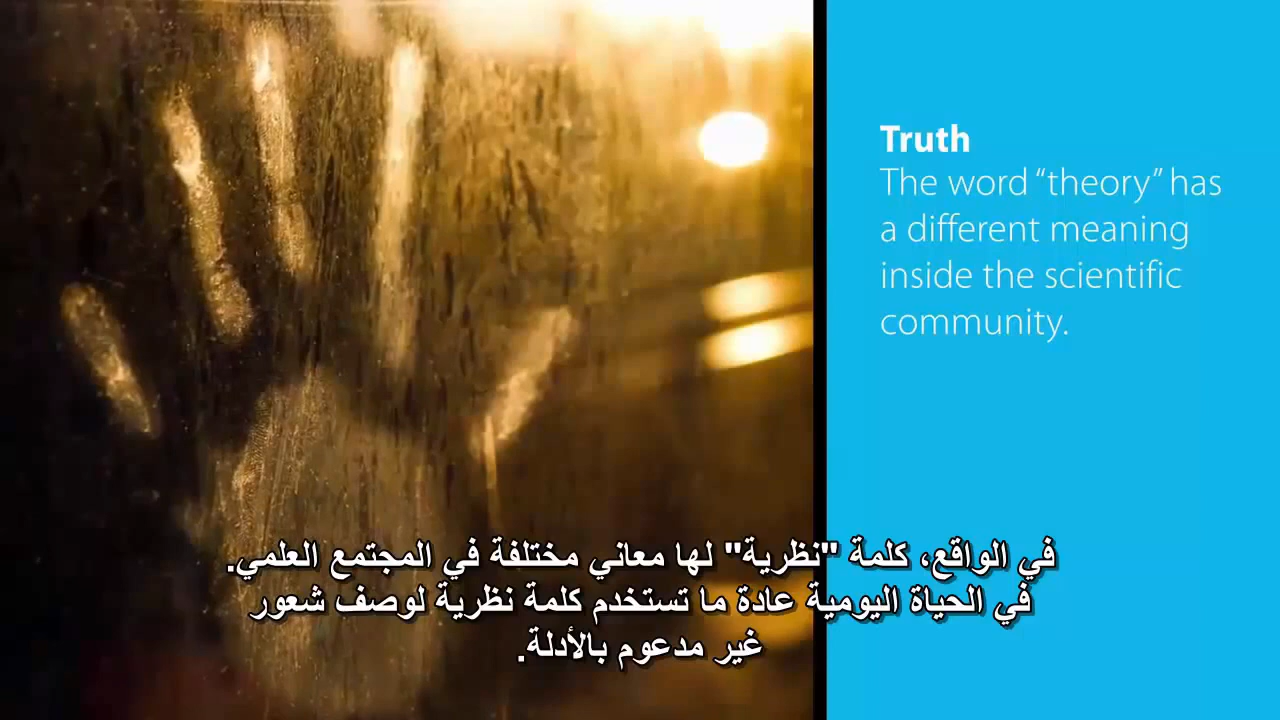 Truth
The word “theory” has
a different meaning
inside the scientific
community.
في الواقع، كلمة "نظرية" لها معاني مختلفة في المجتمع العلمي.
في الحياة اليومية عادة ما تستخدم كلمة نظرية لوصف شعور
غير مدعوم بالأدلة.